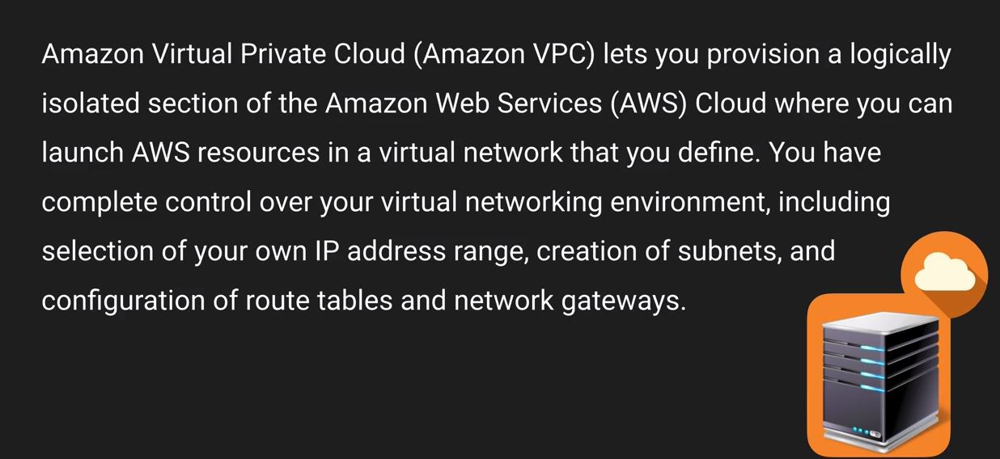 Amazon Virtual Private Cloud (Amazon VPC) lets you provision a logically
isolated section of the Amazon Web Services (AWS) Cloud where you can
launch AWS resources in a virtual network that you define. You have
complete control over your virtual networking environment, including
selection of your own IP address range, creation of subnets, and
configuration of route tables and network gateways.